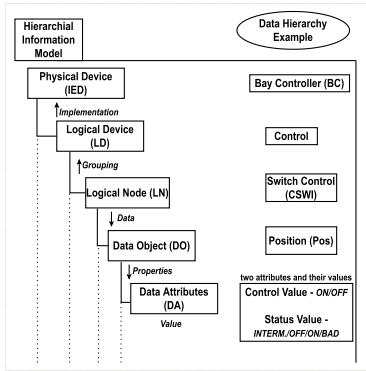 Hierarchial
Information
Model
Data Hierarchy
Example
Physical Device
(IED)
Bay Controller (BC)
Implementation
Logical Device
(LD)
Control
Grouping
Logical Node (LN)
Switch Control
(CSWI)
Data
Data Object (DO)
Position (Pos)
Properties
two attributes and their values
Data Attributes
(DA)
Control Value - ON/OFF
Value
Status Value -
INTERM./OFF/ON/BAD